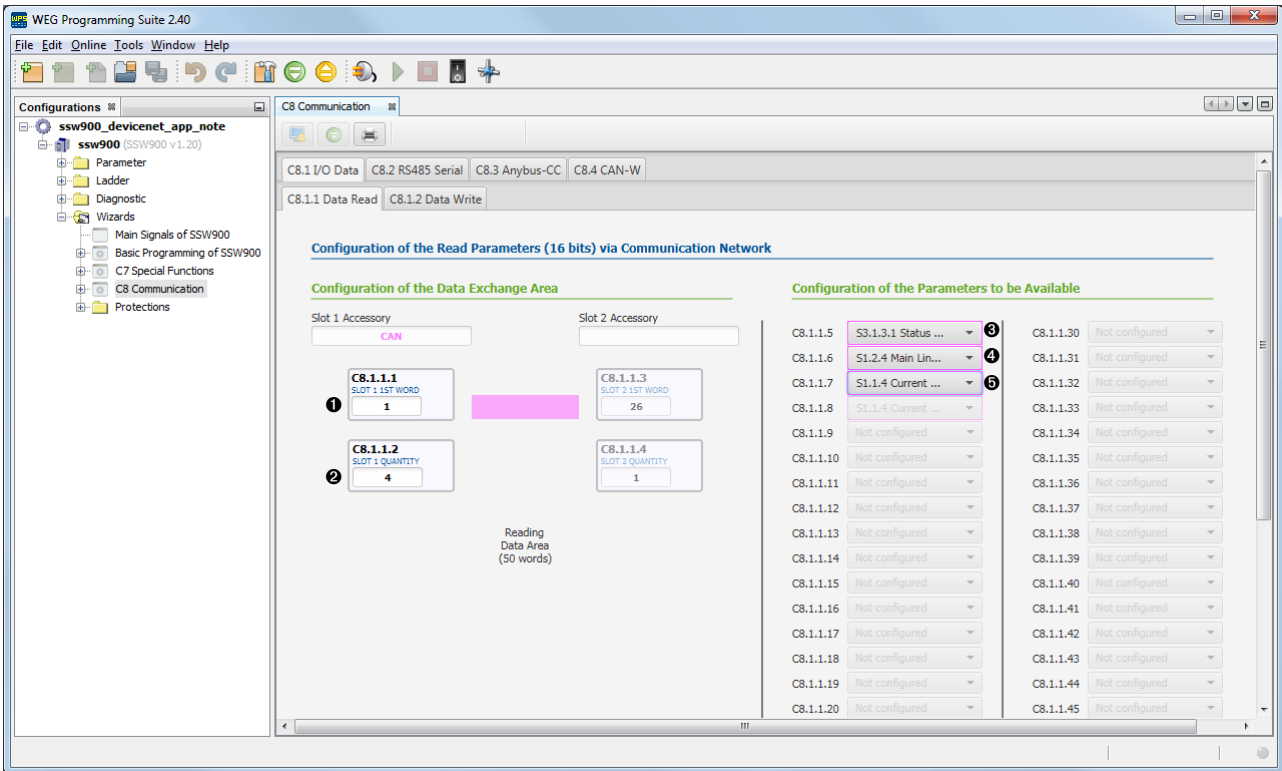 WPS WEG Programming Suite 2.40
File Edit Online Tools Window Help
Configurations
C8 Communication
ssw900_devicenet_app_note
ssw900 (SSW900 v1.20)
Parameter
Ladder
Diagnostic
Wizards
Main Signals of SSW900
Basic Programming of SSW900
C7 Special Functions
C8 Communication
Protections
C8.1 I/O Data C8.2 RS485 Serial C8.3 Anybus-CC C8.4 CAN-W
C8.1.1 Data Read C8.1.2 Data Write
Configuration of the Read Parameters (16 bits) via Communication Network
Configuration of the Data Exchange Area
Slot 1 Accessory Slot 2 Accessory
CAN
C8.1.1.1 C8.1.1.3
SLOT 1 1ST WORD SLOT 2 1ST WORD
❶ 1 26
C8.1.1.2 C8.1.1.4
SLOT 1 QUANTITY SLOT 2 QUANTITY
❷ 4 1
Reading
Data Area
(50 words)
Configuration of the Parameters to be Available
C8.1.1.5 S3.1.3.1 Status ... ❸ C8.1.1.30 Not configured
C8.1.1.6 S1.2.4 Main Lin... ❹ C8.1.1.31 Not configured
C8.1.1.7 S1.1.4 Current ... ❺ C8.1.1.32 Not configured
C8.1.1.8 S1.1.4 Current ... C8.1.1.33 Not configured
C8.1.1.9 Not configured C8.1.1.34 Not configured
C8.1.1.10 Not configured C8.1.1.35 Not configured
C8.1.1.11 Not configured C8.1.1.36 Not configured
C8.1.1.12 Not configured C8.1.1.37 Not configured
C8.1.1.13 Not configured C8.1.1.38 Not configured
C8.1.1.14 Not configured C8.1.1.39 Not configured
C8.1.1.15 Not configured C8.1.1.40 Not configured
C8.1.1.16 Not configured C8.1.1.41 Not configured
C8.1.1.17 Not configured C8.1.1.42 Not configured
C8.1.1.18 Not configured C8.1.1.43 Not configured
C8.1.1.19 Not configured C8.1.1.44 Not configured
C8.1.1.20 Not configured C8.1.1.45 Not configured